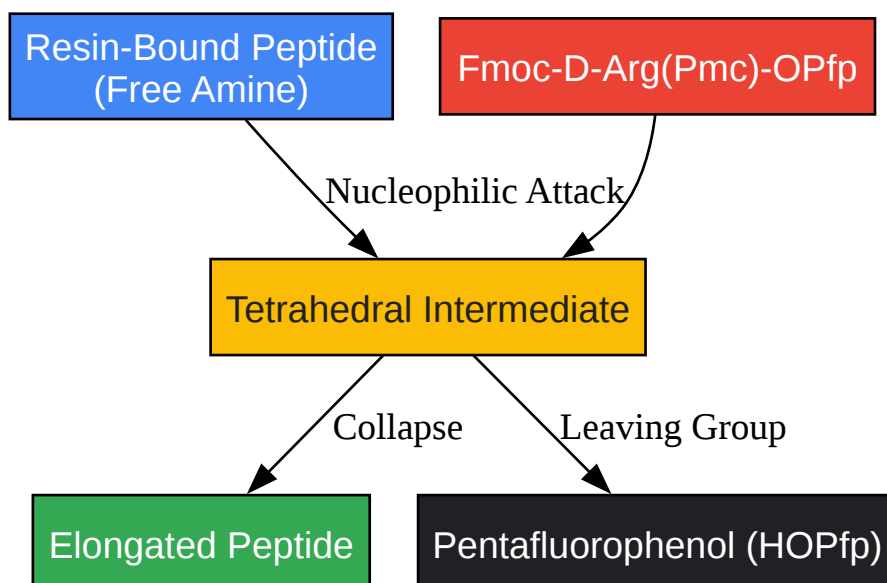 Resin-Bound Peptide
(Free Amine)
Fmoc-D-Arg(Pmc)-OPfp
Nucleophilic Attack
Tetrahedral Intermediate
Collapse
Leaving Group
Elongated Peptide
Pentafluorophenol (HOPfp)